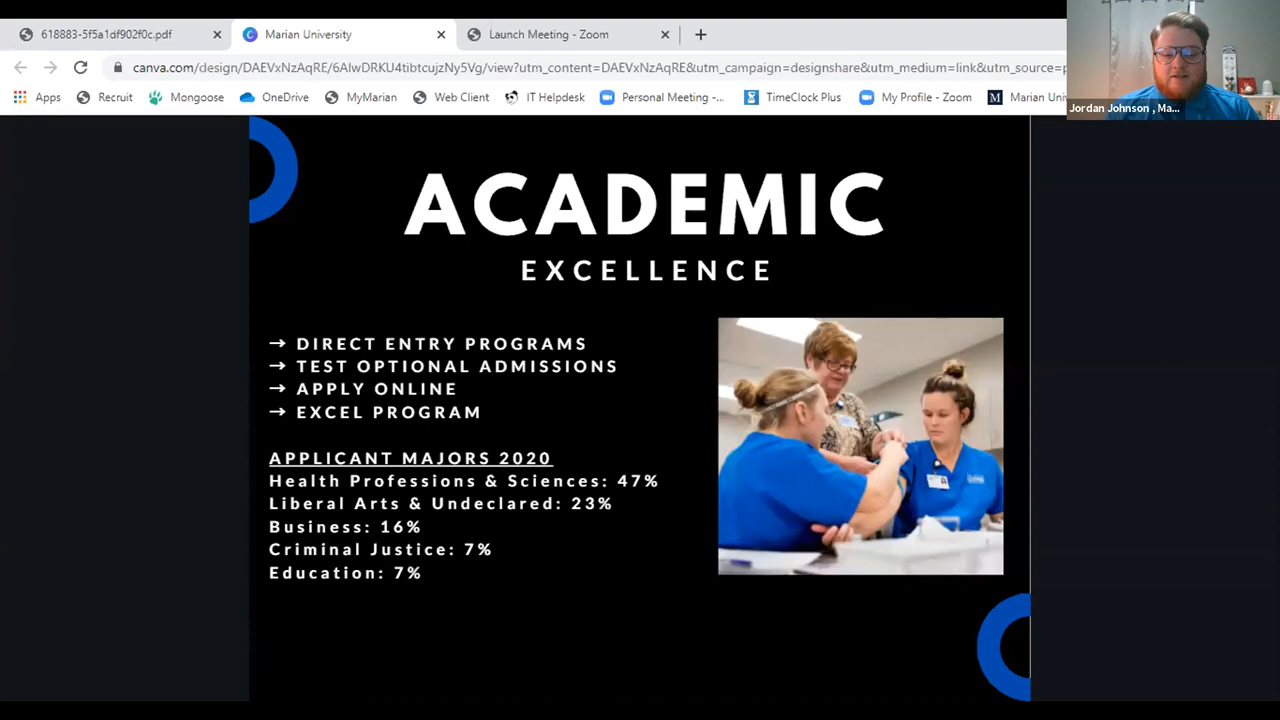 618883-5f5a1df902f0c.pdf
Marian University
Launch Meeting - Zoom
canva.com/design/DAEVxNzAqRE/6AIwDRKU4tibtcujzNy5Yw/view?utm_content=DAEVxNzAqRE&utm_campaign=designshare&utm_medium=link&utm_source=p
Apps
Recruit
Mongoose
OneDrive
MyMarian
Web Client
IT Helpdesk
Personal Meeting -...
TimeClock Plus
My Profile - Zoom
Marian Uni
Jordan Johnson , Ma...
ACADEMIC
EXCELLENCE
→ DIRECT ENTRY PROGRAMS
→ TEST OPTIONAL ADMISSIONS
→ APPLY ONLINE
→ EXCEL PROGRAM
APPLICANT MAJORS 2020
Health Professions & Sciences: 47%
Liberal Arts & Undeclared: 23%
Business: 16%
Criminal Justice: 7%
Education: 7%